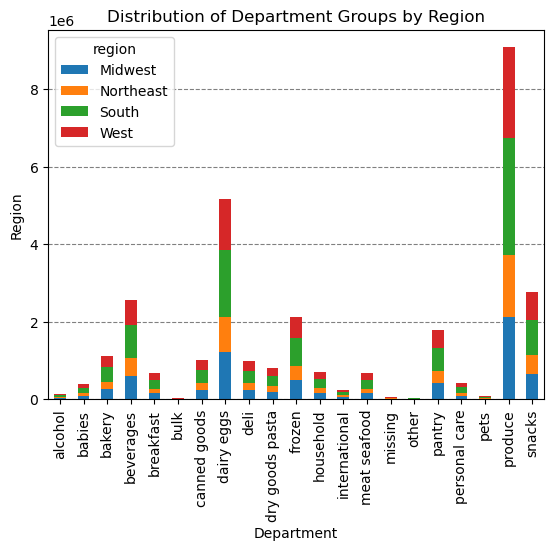 Distribution of Department Groups by Region
1e6
region
Midwest
Northeast
South
West
8
6
4
2
0
Region
alcohol
babies
bakery
beverages
breakfast
bulk
canned goods
dairy eggs
deli
dry goods pasta
frozen
household
international
meat seafood
missing
other
pantry
personal care
pets
produce
snacks
Department